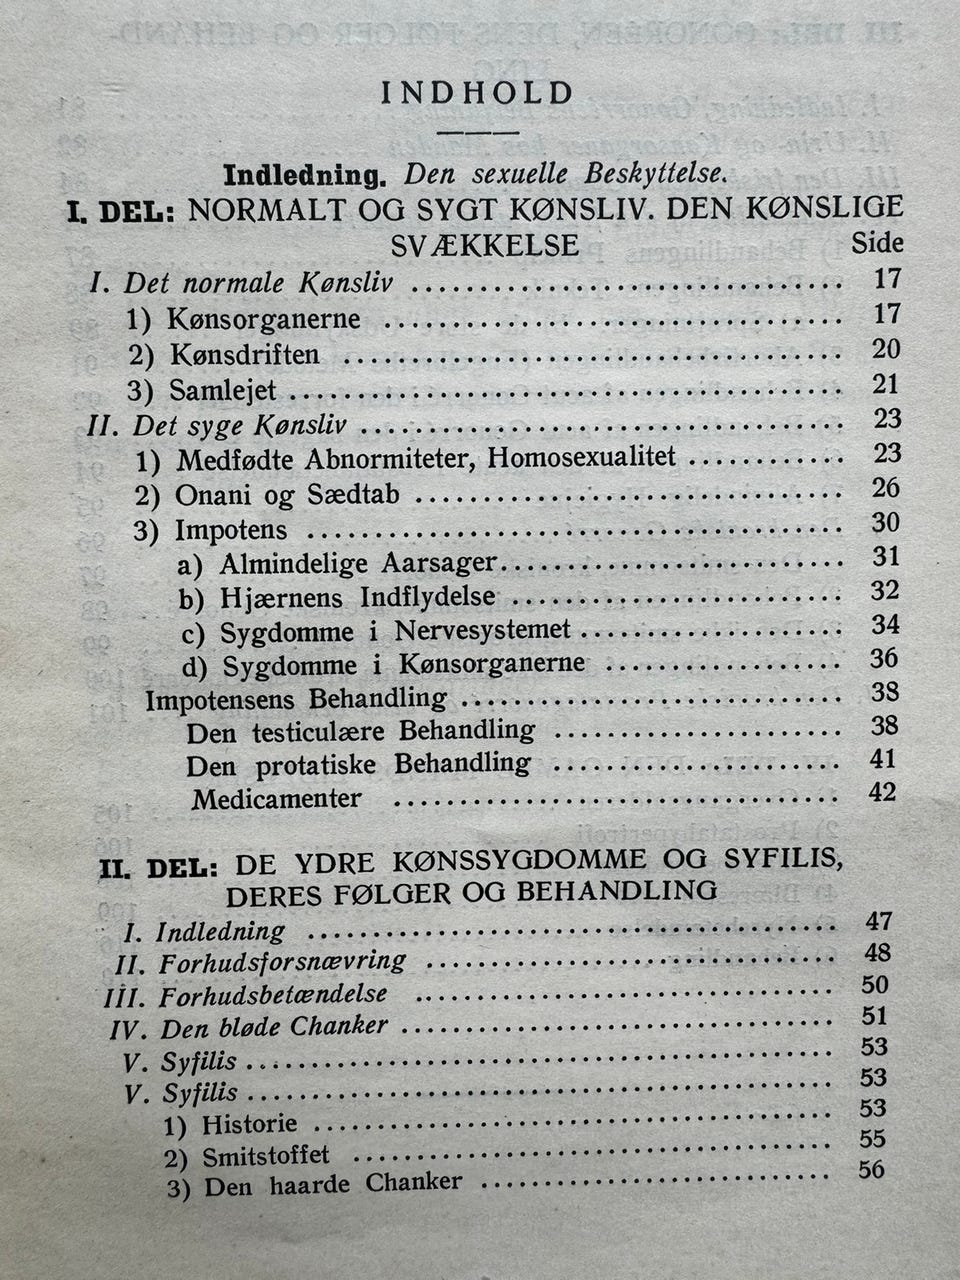 INDHOLD
Indledning. Den sexuelle Beskyttelse.
I. DEL: NORMALT OG SYGT KØNSLIV. DEN KØNSLIGE
SVÆKKELSE Side
I. Det normale Kønsliv ................................ 17
1) Kønsorganerne .................................. 17
2) Kønsdriften ..................................... 20
3) Samlejet ......................................... 21
II. Det syge Kønsliv .................................... 23
1) Medfødte Abnormiteter, Homosexualitet ............ 23
2) Onani og Sædtab ................................ 26
3) Impotens ........................................ 30
a) Almindelige Aarsager.......................... 31
b) Hjærnens Indflydelse ......................... 32
c) Sygdomme i Nervesystemet .................... 34
d) Sygdomme i Kønsorganerne .................. 36
Impotensens Behandling ............................. 38
Den testiculære Behandling ...................... 38
Den protatiske Behandling ...................... 41
Medicamenter ................................. 42
II. DEL: DE YDRE KØNSSYGDOMME OG SYFILIS,
DERES FØLGER OG BEHANDLING
I. Indledning ....................................... 47
II. Forhudsforsnævring .............................. 48
III. Forhudsbetændelse ............................... 50
IV. Den bløde Chanker ................................ 51
V. Syfilis ............................................ 53
V. Syfilis ............................................ 53
1) Historie ....................................... 53
2) Smitstoffet .................................... 55
3) Den haarde Chanker .......................... 56